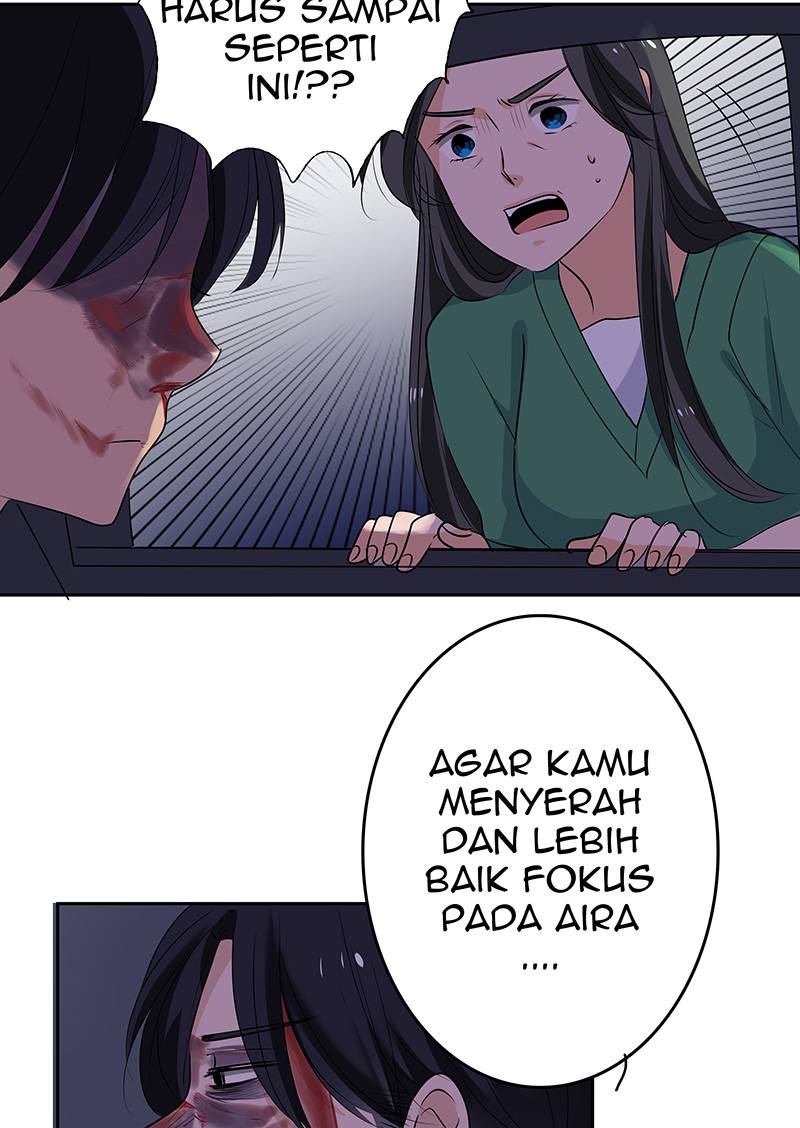 HARUS SAMPAI
SEPERTI
INI!??
AGAR KAMU
MENYERAH
DAN LEBIH
BAIK FOKUS
PADA AIRA
....